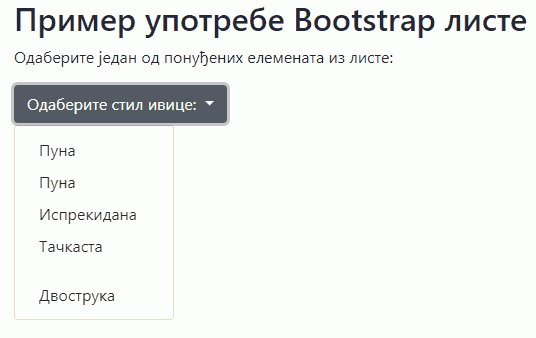 Пример употребе Bootstrap листе
Одаберите један од понуђених елемената из листе:
Одаберите стил ивице:
Пуна
Пуна
Испрекидана
Тачкаста
Двострука